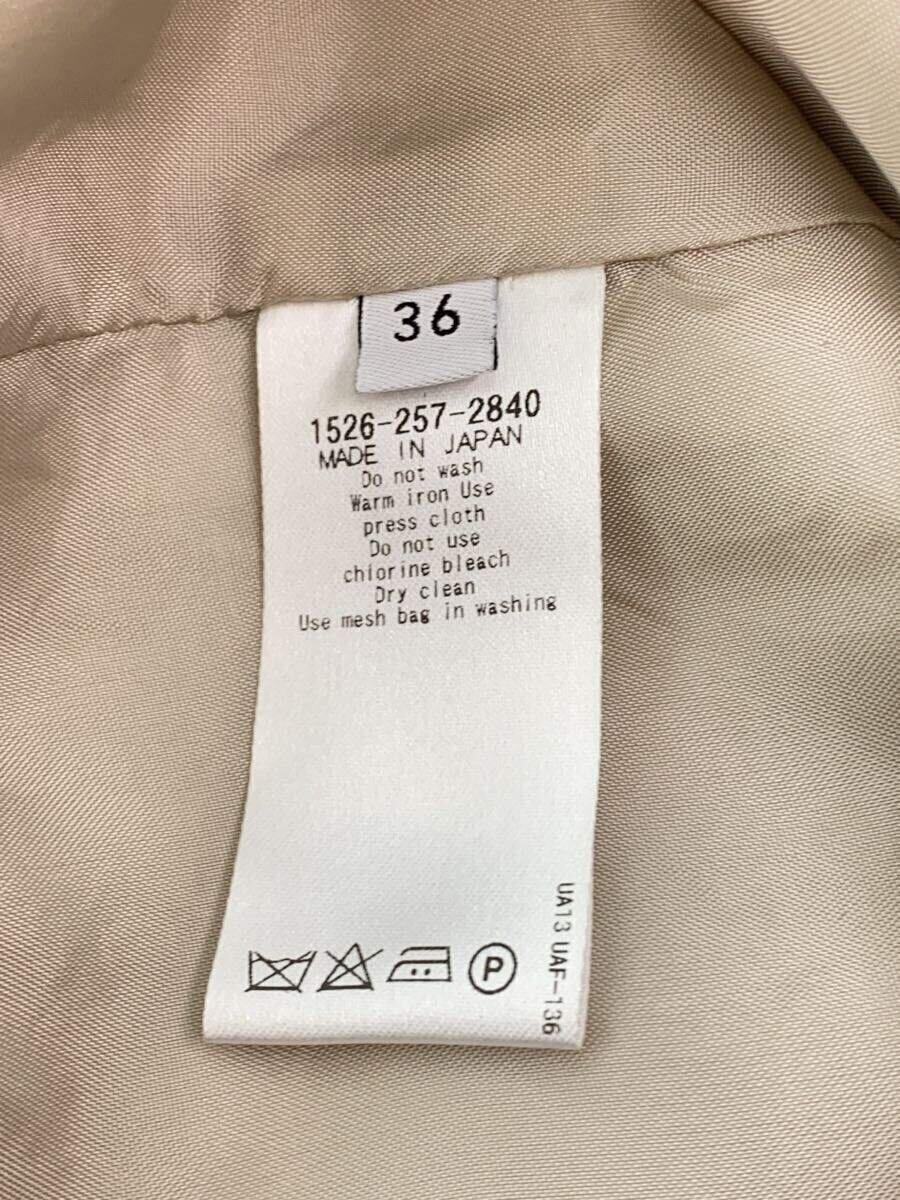 36
1526-257-2840
MADE IN JAPAN
Do not wash
Warm iron Use
press cloth
Do not use
chlorine bleach
Dry clean
Use mesh bag in washing
UA13 UAF-136
P